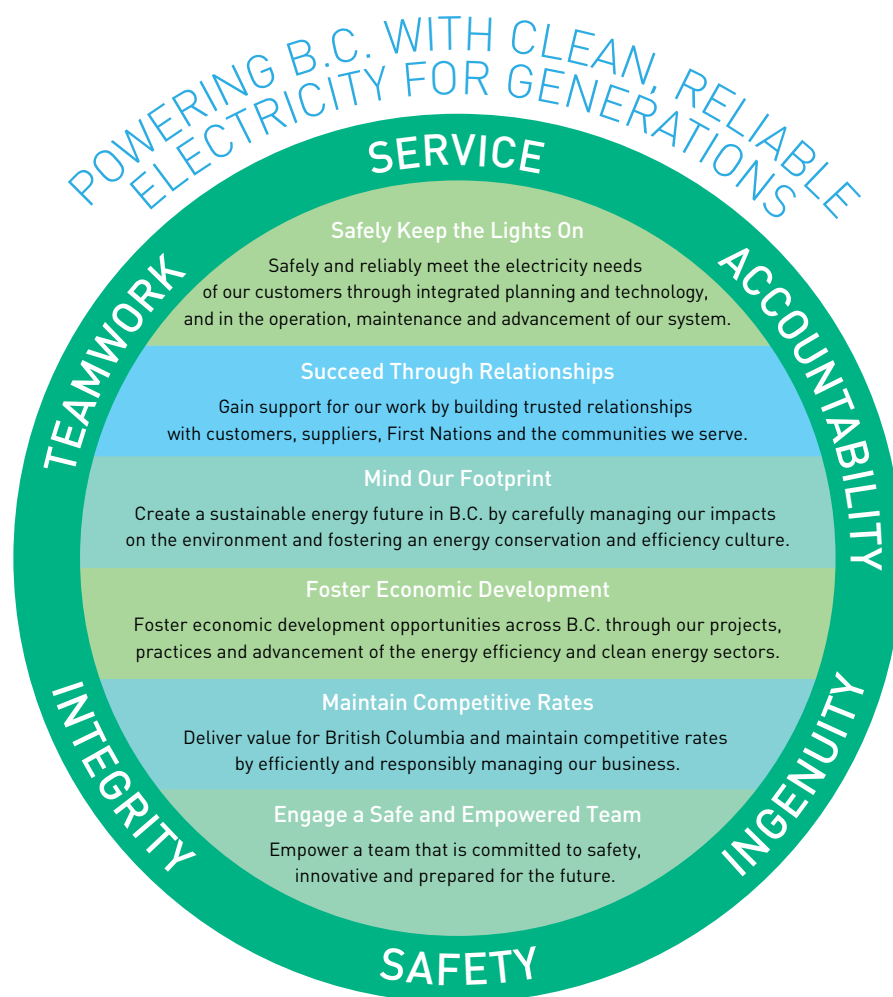 POWERING B.C. WITH CLEAN, RELIABLE
ELECTRICITY FOR GENERATIONS
SERVICE
TEAMWORK
ACCOUNTABILITY
Safely Keep the Lights On
Safely and reliably meet the electricity needs
of our customers through integrated planning and technology,
and in the operation, maintenance and advancement of our system.
Succeed Through Relationships
Gain support for our work by building trusted relationships
with customers, suppliers, First Nations and the communities we serve.
Mind Our Footprint
Create a sustainable energy future in B.C. by carefully managing our impacts
on the environment and fostering an energy conservation and efficiency culture.
Foster Economic Development
Foster economic development opportunities across B.C. through our projects,
practices and advancement of the energy efficiency and clean energy sectors.
Maintain Competitive Rates
Deliver value for British Columbia and maintain competitive rates
by efficiently and responsibly managing our business.
Engage a Safe and Empowered Team
Empower a team that is committed to safety,
innovative and prepared for the future.
INTEGRITY
INGENUITY
SAFETY